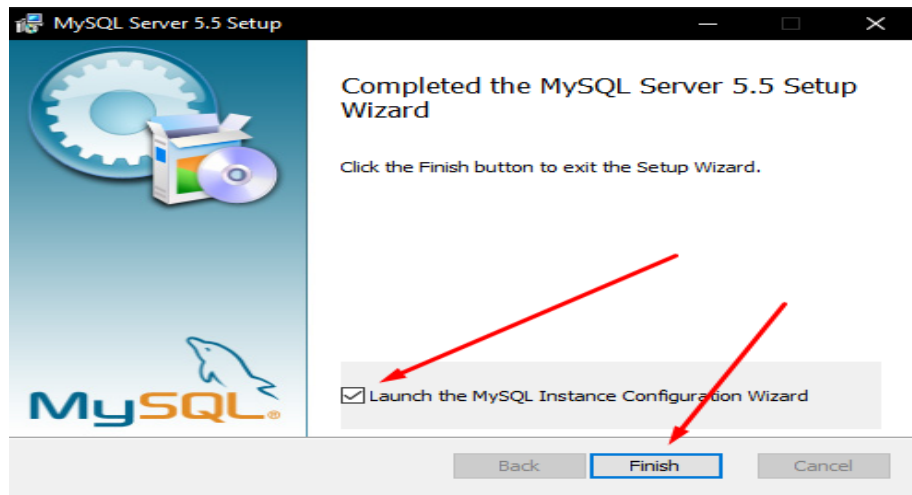 MySQL Server 5.5 Setup
Completed the MySQL Server 5.5 Setup
Wizard
Click the Finish button to exit the Setup Wizard.
Launch the MySQL Instance Configuration Wizard
MySQL®
Back Finish Cancel